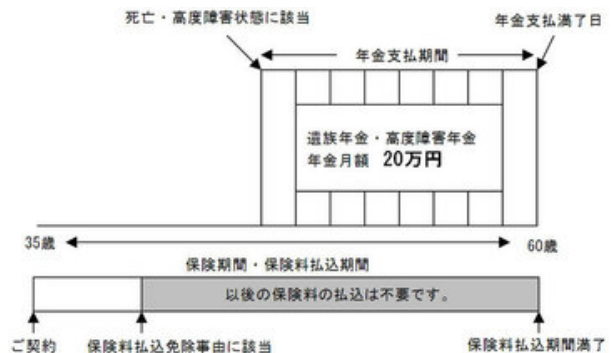 死亡・高度障害状態に該当
年金支払満了日
年金支払期間
遺族年金・高度障害年金
年金月額 20万円
35歳
60歳
保険期間・保険料払込期間
以後の保険料の払込は不要です。
ご契約
保険料払込免除事由に該当
保険料払込期間満了